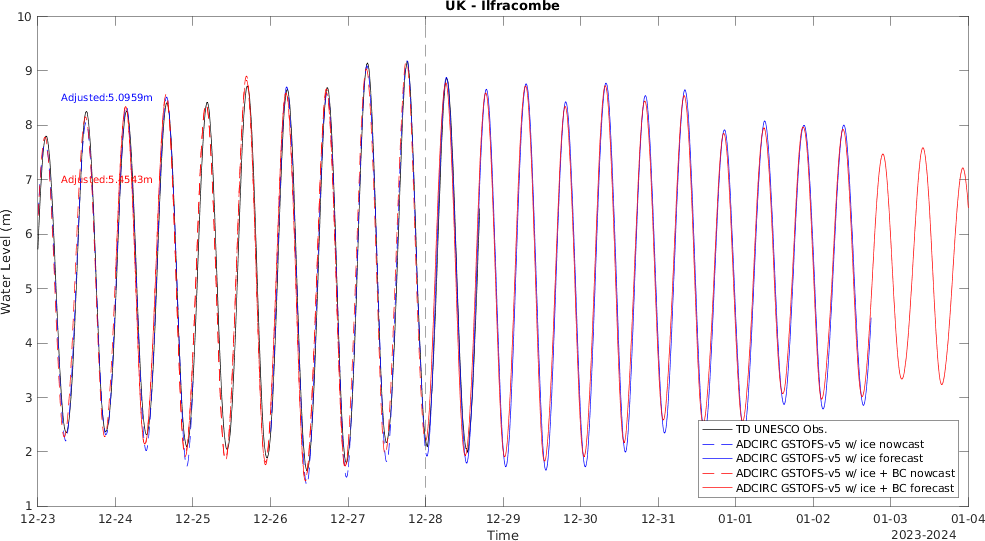 UK - Ilfracombe
10
9
8
7
6
5
4
3
2
1
Water Level (m)
Adjusted:5.0959m
Adjusted:5.4543m
TD UNESCO Obs.
ADCIRC GSTOFS-v5 w/ ice nowcast
ADCIRC GSTOFS-v5 w/ ice forecast
ADCIRC GSTOFS-v5 w/ ice + BC nowcast
ADCIRC GSTOFS-v5 w/ ice + BC forecast
12-23 12-24 12-25 12-26 12-27 12-28 12-29 12-30 12-31 01-01 01-02 01-03 01-04
Time
2023-2024